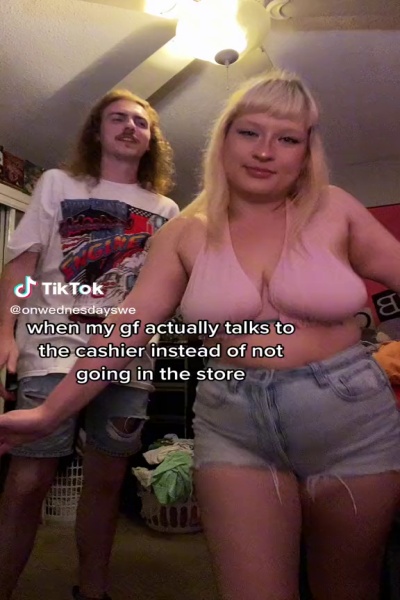 TikTok
@onwednesdayswe
when my gf actually talks to
the cashier instead of not
going in the store